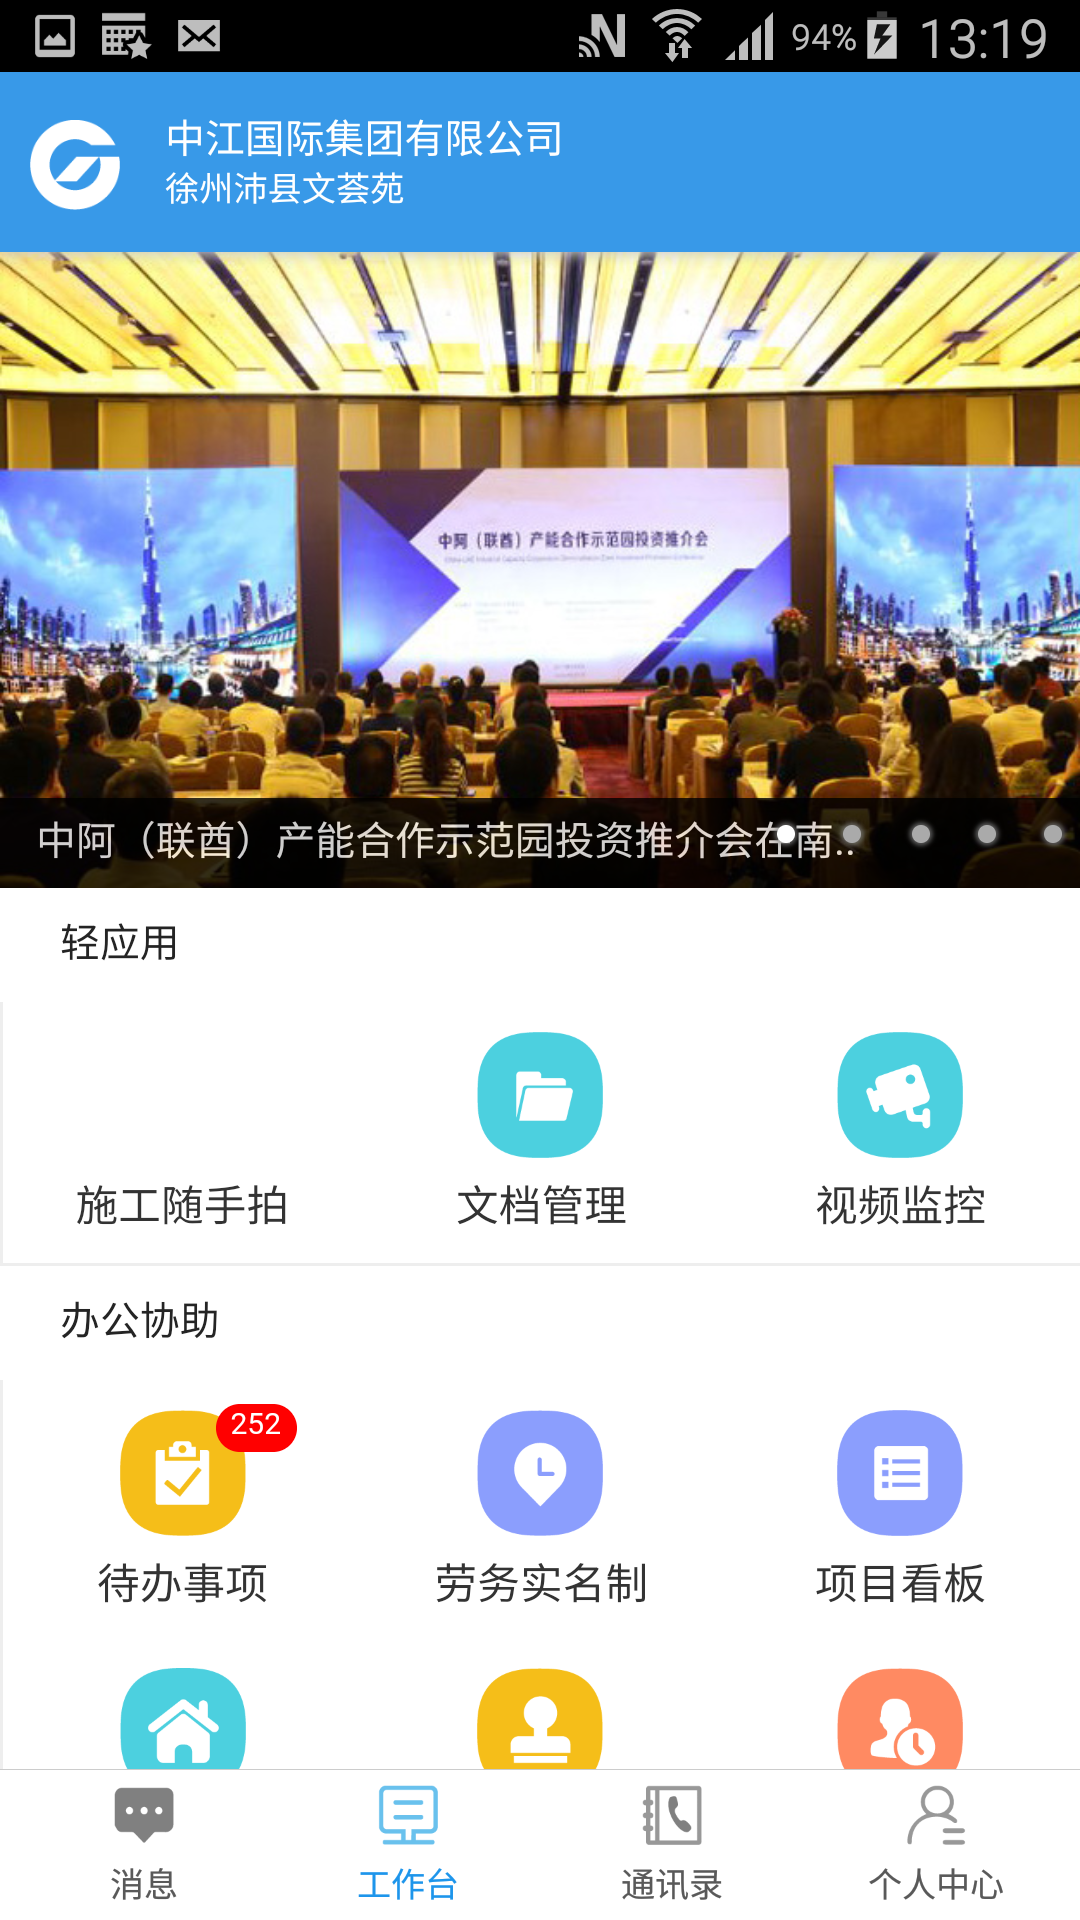 94% 13:19
中江国际集团有限公司
徐州沛县文荟苑
中阿（联酋）产能合作示范园投资推介会
中阿（联酋）产能合作示范园投资推介会在南..
轻应用
施工随手拍 文档管理 视频监控
办公协助
252
待办事项 劳务实名制 项目看板
消息 工作台 通讯录 个人中心